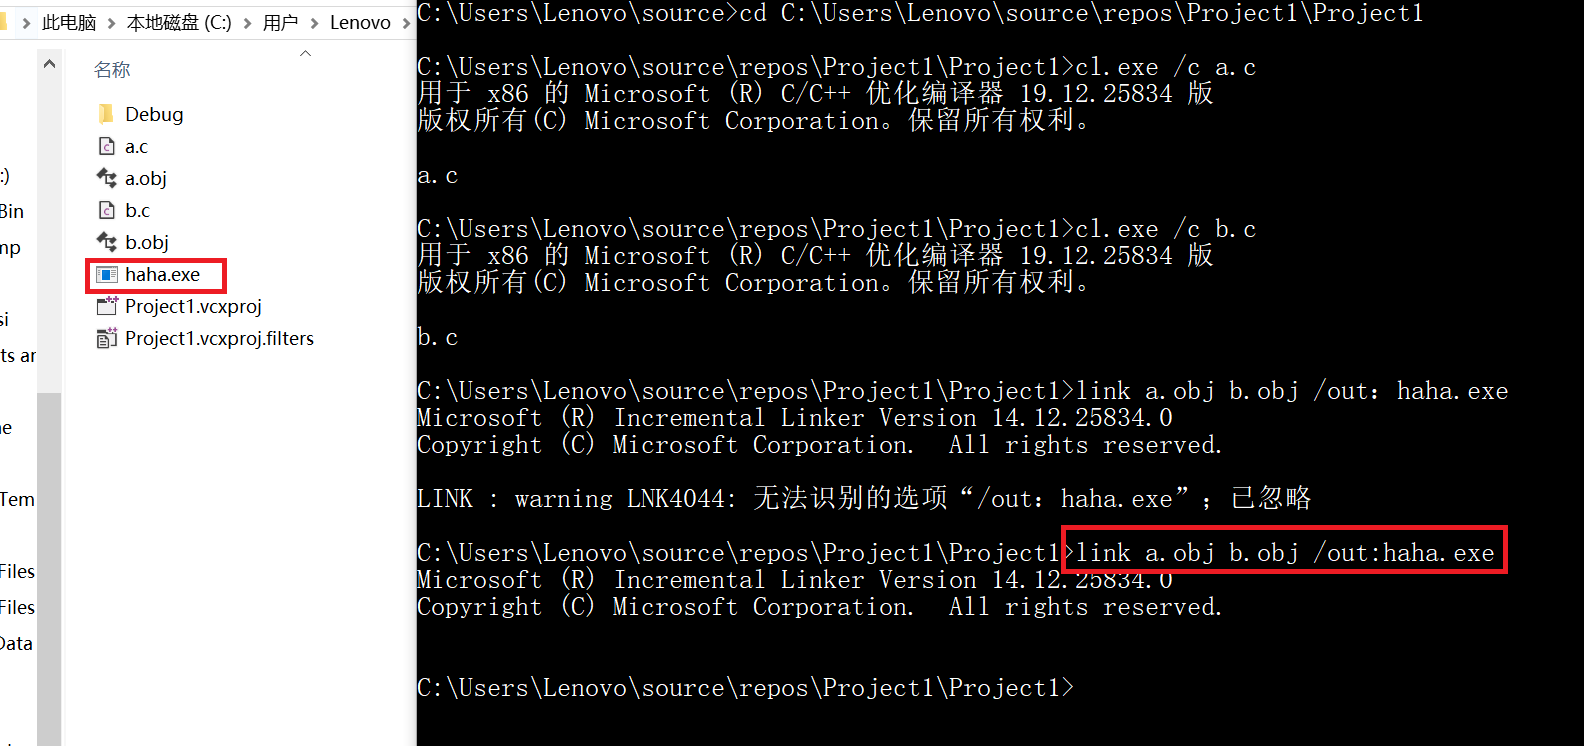 此电脑 > 本地磁盘 (C:) > 用户 > Lenovo >
名称
Debug
a.c
a.obj
b.c
b.obj
haha.exe
Project1.vcxproj
Project1.vcxproj.filters
:)
Bin
mp
si
ts ar
ne
Tem
Files
Files
Data
C:\Users\Lenovo\source>cd C:\Users\Lenovo\source\repos\Project1\Project1
C:\Users\Lenovo\source\repos\Project1\Project1>cl.exe /c a.c
用于 x86 的 Microsoft (R) C/C++ 优化编译器 19.12.25834 版
版权所有(C) Microsoft Corporation。保留所有权利。
a.c
C:\Users\Lenovo\source\repos\Project1\Project1>cl.exe /c b.c
用于 x86 的 Microsoft (R) C/C++ 优化编译器 19.12.25834 版
版权所有(C) Microsoft Corporation。保留所有权利。
b.c
C:\Users\Lenovo\source\repos\Project1\Project1>link a.obj b.obj /out：haha.exe
Microsoft (R) Incremental Linker Version 14.12.25834.0
Copyright (C) Microsoft Corporation.  All rights reserved.
LINK : warning LNK4044: 无法识别的选项“/out：haha.exe”；已忽略
C:\Users\Lenovo\source\repos\Project1\Project1>link a.obj b.obj /out:haha.exe
Microsoft (R) Incremental Linker Version 14.12.25834.0
Copyright (C) Microsoft Corporation.  All rights reserved.
C:\Users\Lenovo\source\repos\Project1\Project1>